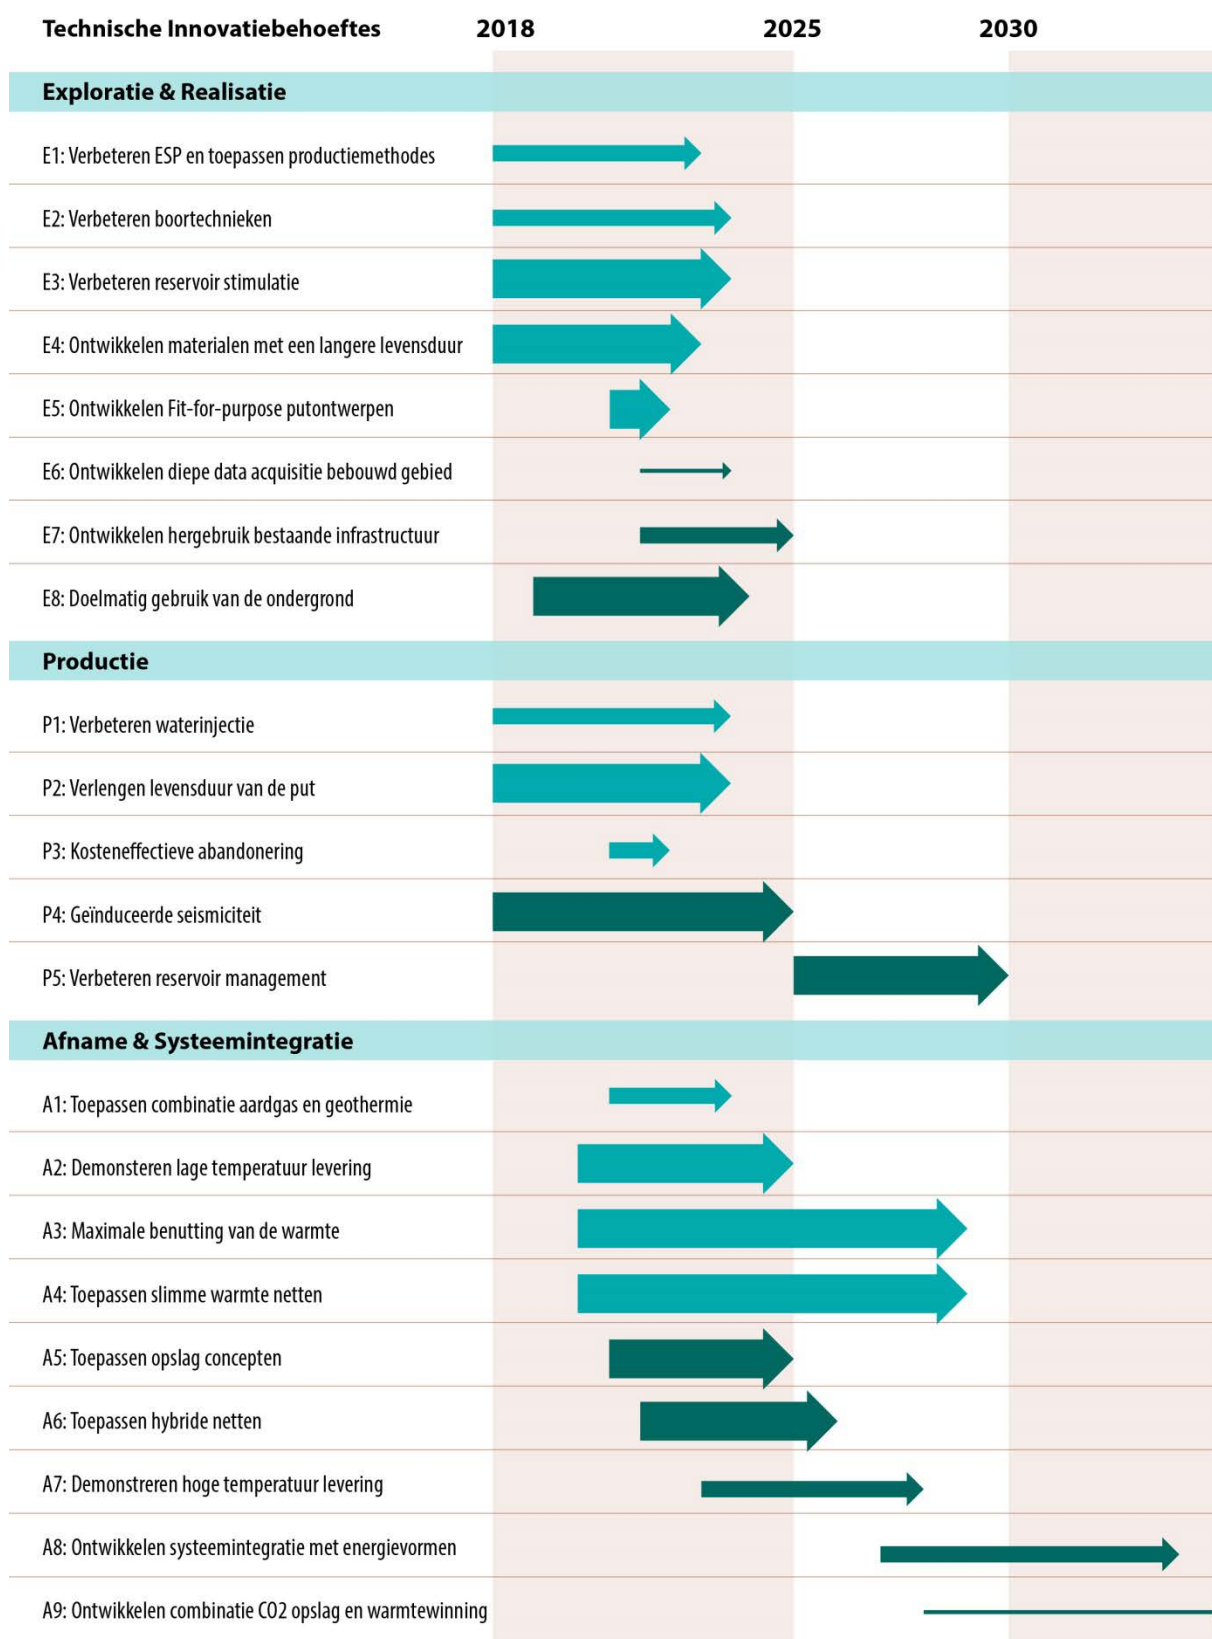 Technische Innovatiebehoeftes 2018 2025 2030
Exploratie & Realisatie
E1: Verbeteren ESP en toepassen productiemethodes
E2: Verbeteren boortechnieken
E3: Verbeteren reservoir stimulatie
E4: Ontwikkelen materialen met een langere levensduur
E5: Ontwikkelen Fit-for-purpose putontwerpen
E6: Ontwikkelen diepe data acquisitie bebouwd gebied
E7: Ontwikkelen hergebruik bestaande infrastructuur
E8: Doelmatig gebruik van de ondergrond
Productie
P1: Verbeteren waterinjectie
P2: Verlengen levensduur van de put
P3: Kosteneffectieve abandonering
P4: Geïnduceerde seismiciteit
P5: Verbeteren reservoir management
Afname & Systeemintegratie
A1: Toepassen combinatie aardgas en geothermie
A2: Demonsteren lage temperatuur levering
A3: Maximale benutting van de warmte
A4: Toepassen slimme warmte netten
A5: Toepassen opslag concepten
A6: Toepassen hybride netten
A7: Demonstreren hoge temperatuur levering
A8: Ontwikkelen systeemintegratie met energievormen
A9: Ontwikkelen combinatie CO2 opslag en warmtewinning